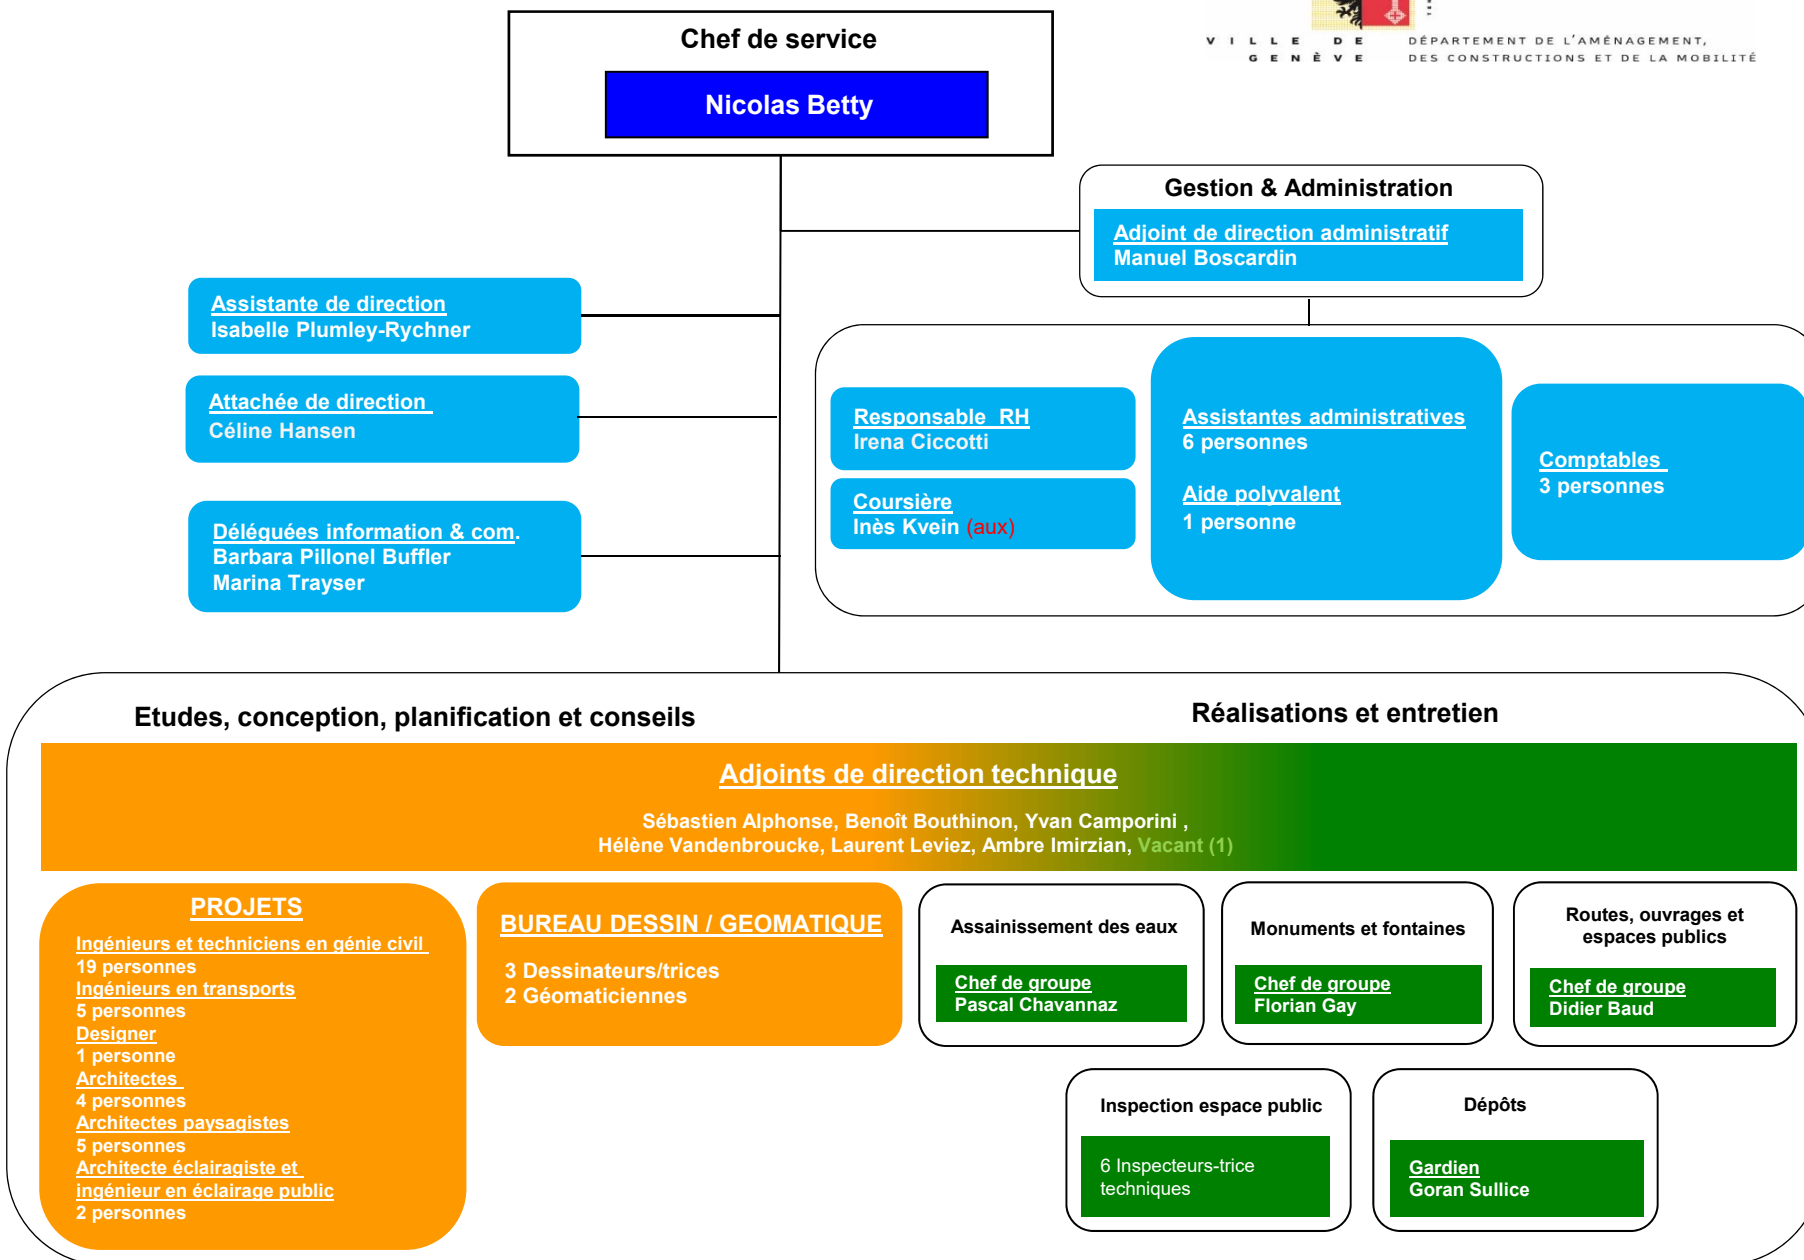 Chef de service
Nicolas Betty
VILLE DE
GENÈVE
DÉPARTEMENT DE L'AMÉNAGEMENT,
DES CONSTRUCTIONS ET DE LA MOBILITÉ
Gestion & Administration
Adjoint de direction administratif
Manuel Boscardin
Assistante de direction
Isabelle Plumley-Rychner
Attachée de direction
Céline Hansen
Déléguées information & com.
Barbara Pillonel Buffler
Marina Trayser
Responsable RH
Irena Ciccotti
Coursière
Inès Kvein (aux)
Assistantes administratives
6 personnes
Aide polyvalent
1 personne
Comptables
3 personnes
Etudes, conception, planification et conseils
Réalisations et entretien
Adjoints de direction technique
Sébastien Alphonse, Benoît Bouthinon, Yvan Camporini ,
Hélène Vandenbroucke, Laurent Leviez, Ambre Imirzian, Vacant (1)
PROJETS
Ingénieurs et techniciens en génie civil
19 personnes
Ingénieurs en transports
5 personnes
Designer
1 personne
Architectes
4 personnes
Architectes paysagistes
5 personnes
Architecte éclairagiste et
ingénieur en éclairage public
2 personnes
BUREAU DESSIN / GEOMATIQUE
3 Dessinateurs/trices
2 Géomaticiennes
Assainissement des eaux
Chef de groupe
Pascal Chavannaz
Monuments et fontaines
Chef de groupe
Florian Gay
Routes, ouvrages et
espaces publics
Chef de groupe
Didier Baud
Inspection espace public
6 Inspecteurs-trice
techniques
Dépôts
Gardien
Goran Sullice